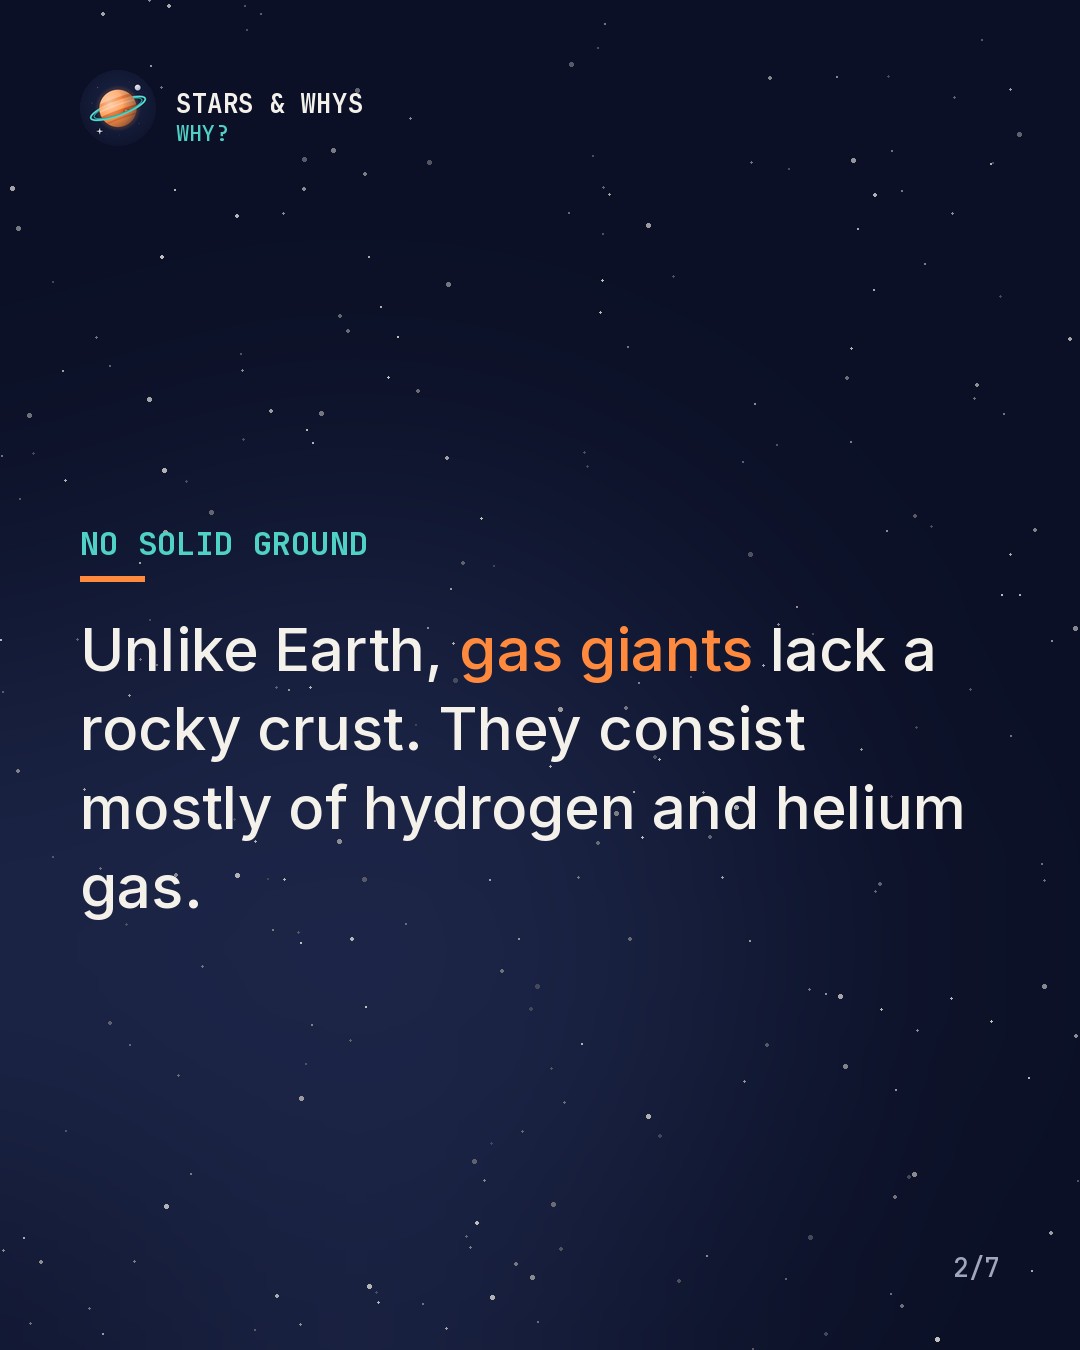 STARS & WHYS
WHY?
NO SOLID GROUND
Unlike Earth, gas giants lack a
rocky crust. They consist
mostly of hydrogen and helium
gas.
2/7